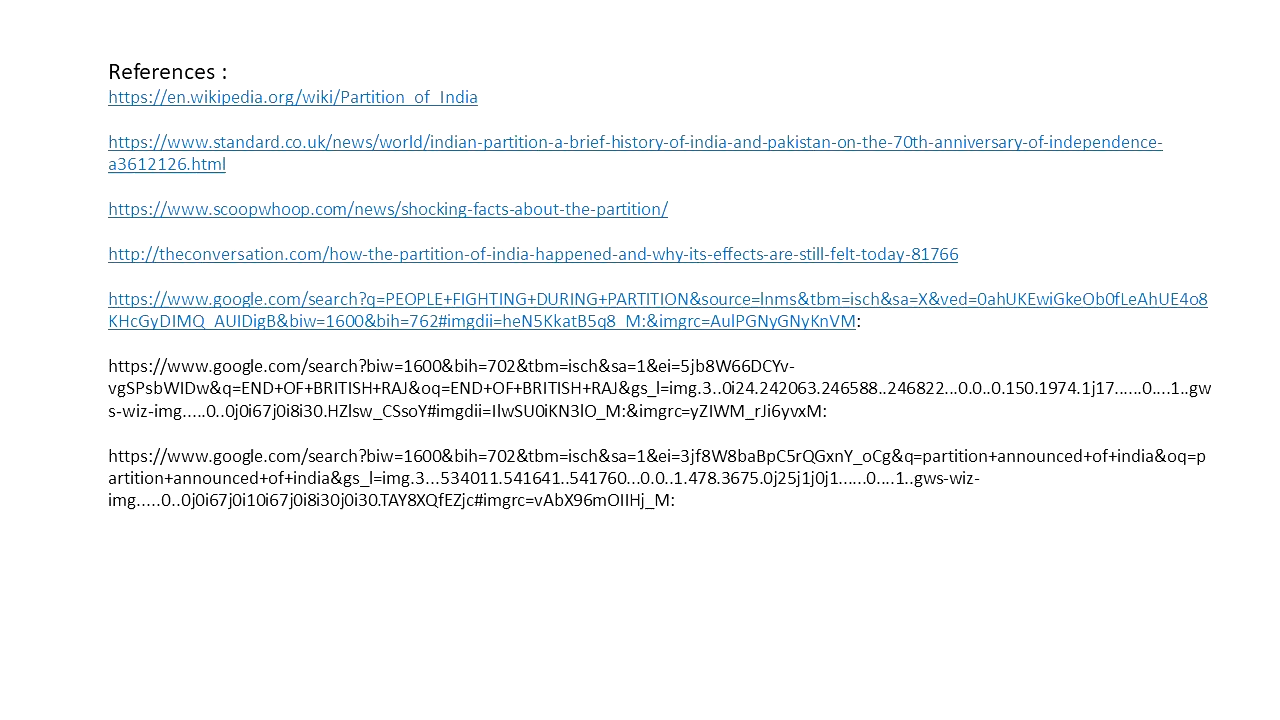 References :
https://en.wikipedia.org/wiki/Partition_of_India
https://www.standard.co.uk/news/world/indian-partition-a-brief-history-of-india-and-pakistan-on-the-70th-anniversary-of-independence-
a3612126.html
https://www.scoopwhoop.com/news/shocking-facts-about-the-partition/
http://theconversation.com/how-the-partition-of-india-happened-and-why-its-effects-are-still-felt-today-81766
https://www.google.com/search?q=PEOPLE+FIGHTING+DURING+PARTITION&source=lnms&tbm=isch&sa=X&ved=0ahUKEwiGkeOb0fLeAhUE4o8
KHcGyDIMQ_AUIDigB&biw=1600&bih=762#imgdii=heN5KkatB5q8_M:&imgrc=AulPGNyGNyKnVM:
https://www.google.com/search?biw=1600&bih=702&tbm=isch&sa=1&ei=5jb8W66DCYv-
vgSPsbWIDw&q=END+OF+BRITISH+RAJ&oq=END+OF+BRITISH+RAJ&gs_l=img.3..0i24.242063.246588..246822...0.0..0.150.1974.1j17......0....1..gw
s-wiz-img.....0..0j0i67j0i8i30.HZlsw_CSsoY#imgdii=IlwSU0iKN3lO_M:&imgrc=yZIWM_rJi6yvxM:
https://www.google.com/search?biw=1600&bih=702&tbm=isch&sa=1&ei=3jf8W8baBpC5rQGxnY_oCg&q=partition+announced+of+india&oq=p
artition+announced+of+india&gs_l=img.3...534011.541641..541760...0.0..1.478.3675.0j25j1j0j1......0....1..gws-wiz-
img.....0..0j0i67j0i10i67j0i8i30j0i30.TAY8XQfEZjc#imgrc=vAbX96mOIIHj_M: